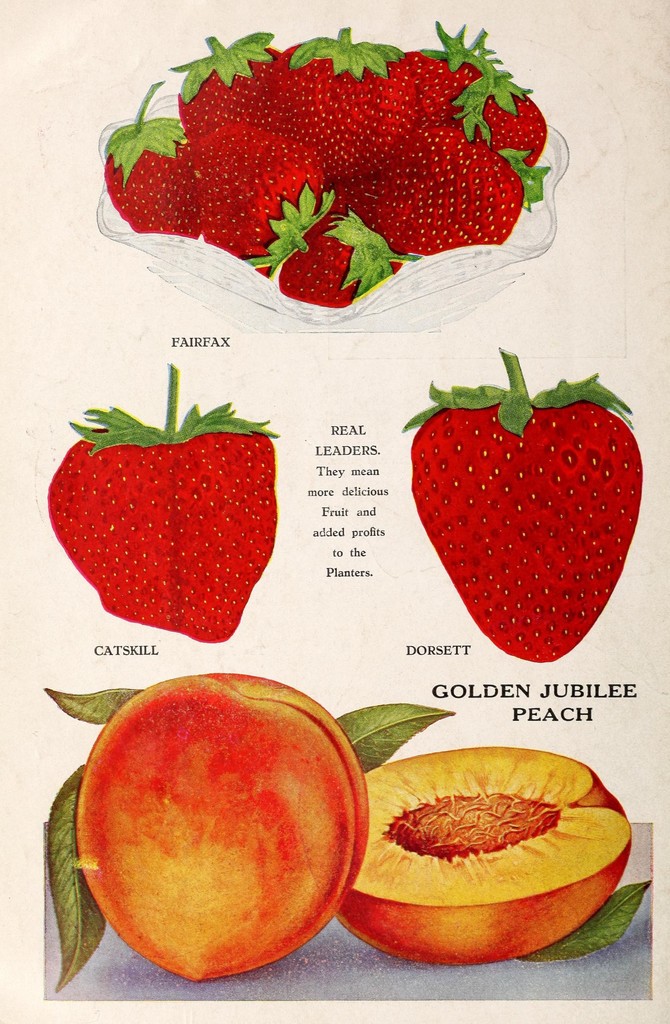 FAIRFAX
REAL
LEADERS.
They mean
more delicious
Fruit and
added profits
to the
Planters.
CATSKILL
DORSETT
GOLDEN JUBILEE
PEACH